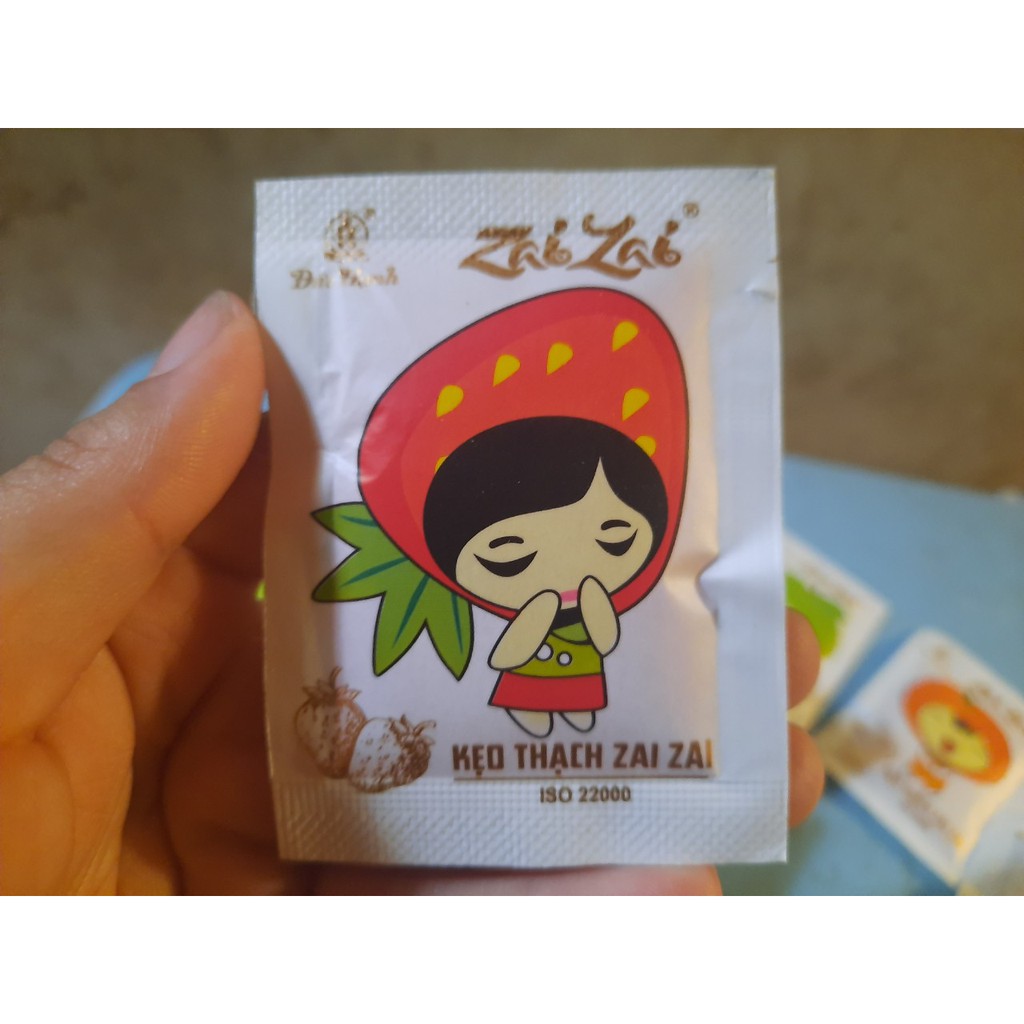 Zai Zai ®
KẸO THẠCH ZAI ZAI
ISO 22000